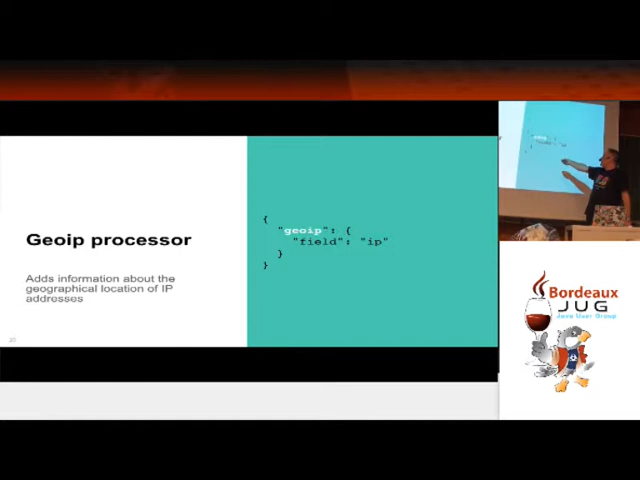 Geoip processor
Adds information about the
geographical location of IP
addresses
20
{
"geoip": {
"field": "ip"
}
}
Bordeaux
JUG
Java User Group